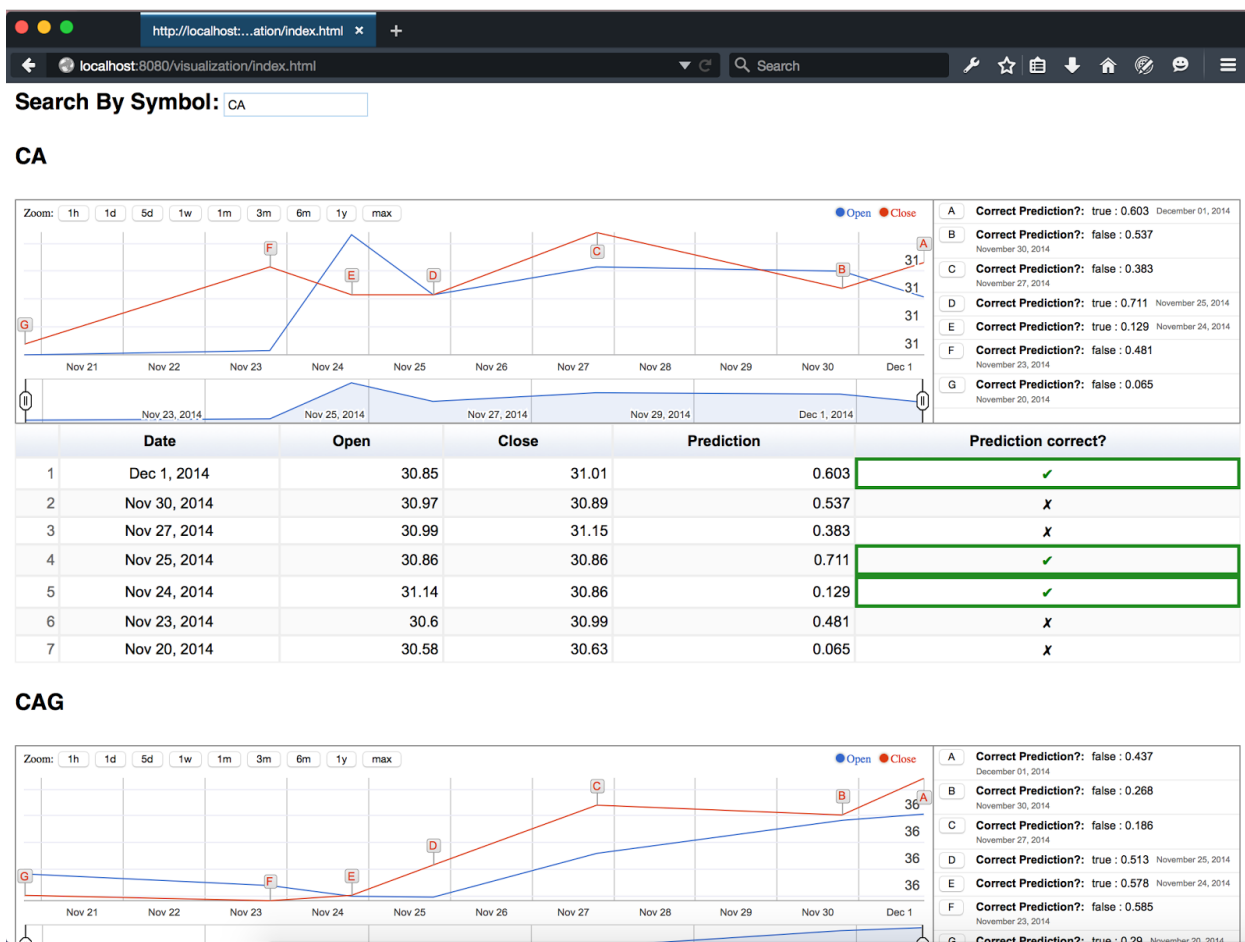 http://localhost:...ation/index.html × +
localhost:8080/visualization/index.html Search
Search By Symbol: CA
CA
Zoom: 1h 1d 5d 1w 1m 3m 6m 1y max Open Close
A Correct Prediction?: true : 0.603 December 01, 2014
B Correct Prediction?: false : 0.537
November 30, 2014
C Correct Prediction?: false : 0.383
November 27, 2014
D Correct Prediction?: true : 0.711 November 25, 2014
E Correct Prediction?: true : 0.129 November 24, 2014
F Correct Prediction?: false : 0.481
November 23, 2014
G Correct Prediction?: false : 0.065
November 20, 2014
G F E D C B A
31
31
31
31
Nov 21 Nov 22 Nov 23 Nov 24 Nov 25 Nov 26 Nov 27 Nov 28 Nov 29 Nov 30 Dec 1
Nov 23, 2014 Nov 25, 2014 Nov 27, 2014 Nov 29, 2014 Dec 1, 2014
Date Open Close Prediction Prediction correct?
1 Dec 1, 2014 30.85 31.01 0.603 ✔
2 Nov 30, 2014 30.97 30.89 0.537 ✗
3 Nov 27, 2014 30.99 31.15 0.383 ✗
4 Nov 25, 2014 30.86 30.86 0.711 ✔
5 Nov 24, 2014 31.14 30.86 0.129 ✔
6 Nov 23, 2014 30.6 30.99 0.481 ✗
7 Nov 20, 2014 30.58 30.63 0.065 ✗
CAG
Zoom: 1h 1d 5d 1w 1m 3m 6m 1y max Open Close
A Correct Prediction?: false : 0.437
December 01, 2014
B Correct Prediction?: false : 0.268
November 30, 2014
C Correct Prediction?: false : 0.186
November 27, 2014
D Correct Prediction?: true : 0.513 November 25, 2014
E Correct Prediction?: true : 0.578 November 24, 2014
F Correct Prediction?: false : 0.585
November 23, 2014
G Correct Prediction?: true : 0.29 November 20, 2014
G F E D C B A
36
36
36
36
Nov 21 Nov 22 Nov 23 Nov 24 Nov 25 Nov 26 Nov 27 Nov 28 Nov 29 Nov 30 Dec 1